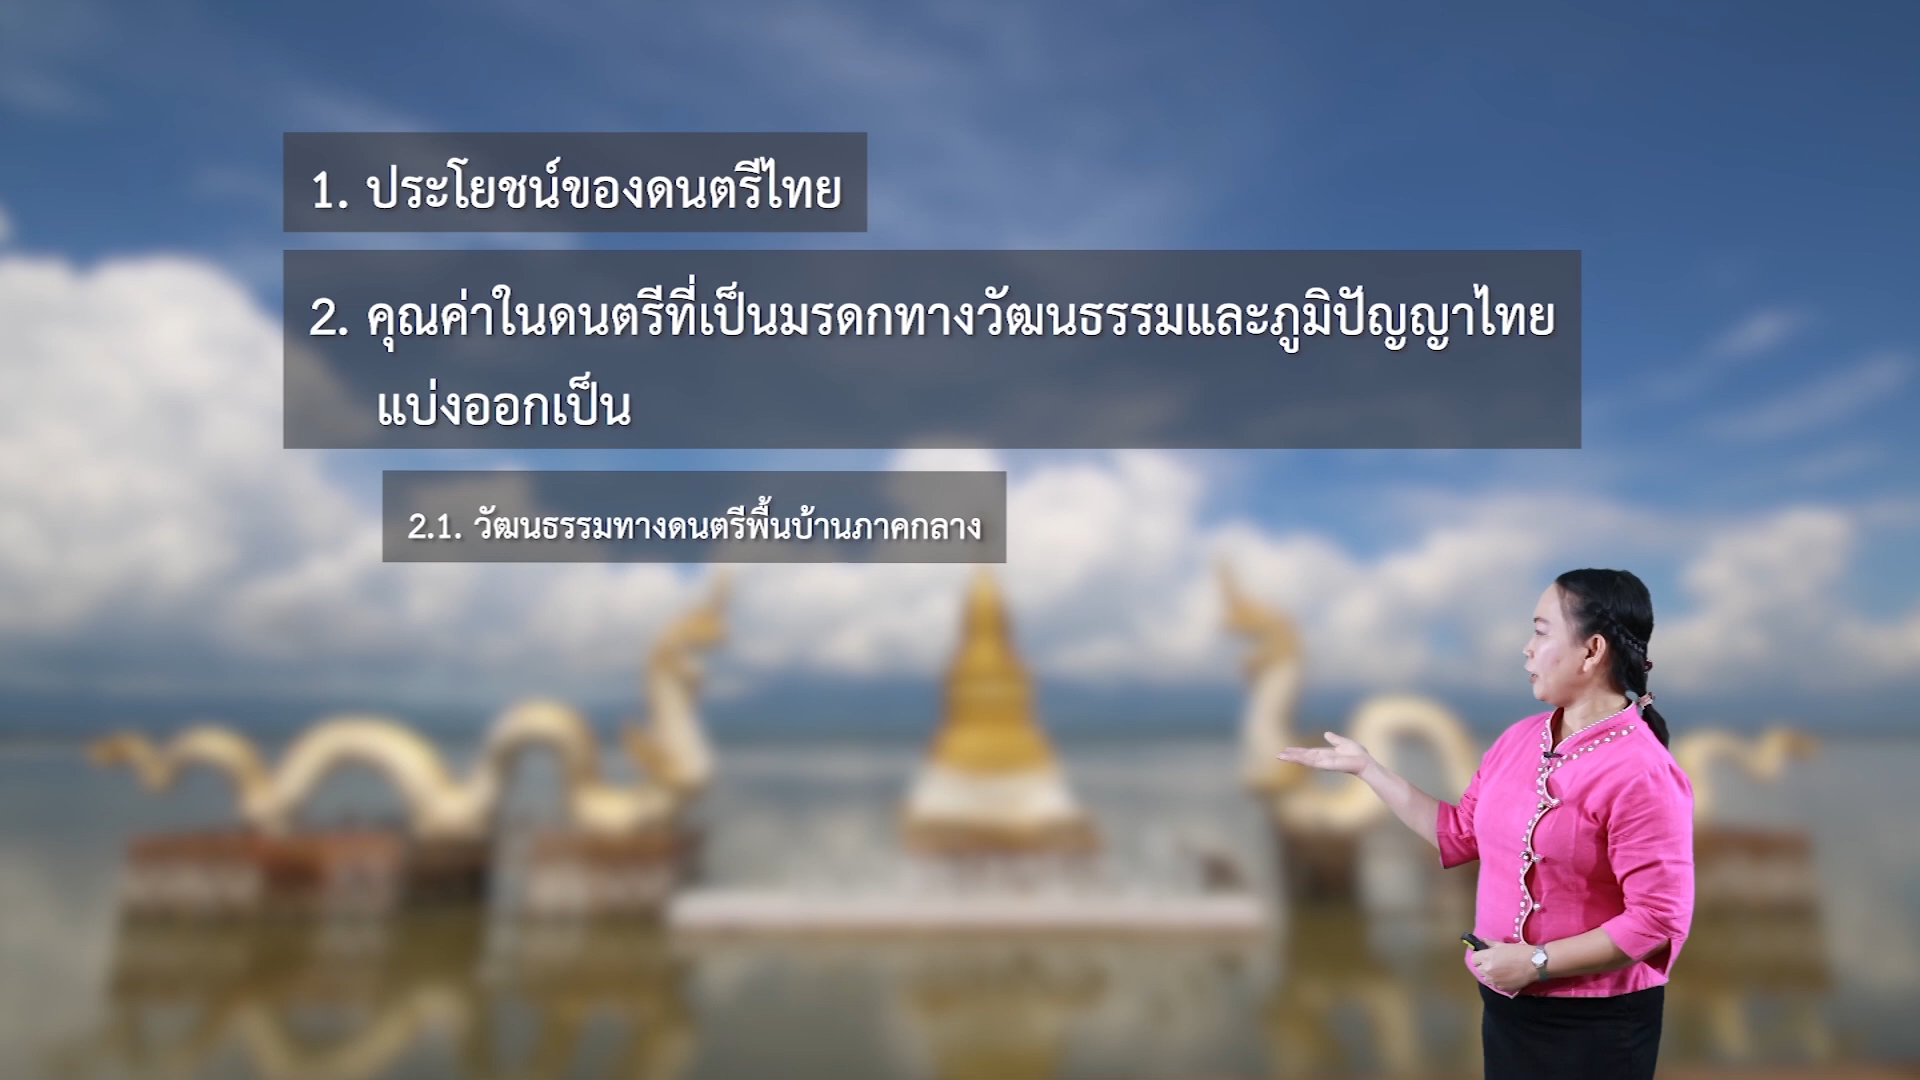 1. ประโยชน์ของดนตรีไทย
2. คุณค่าในดนตรีที่เป็นมรดกทางวัฒนธรรมและภูมิปัญญาไทย
แบ่งออกเป็น
2.1. วัฒนธรรมทางดนตรีพื้นบ้านภาคกลาง